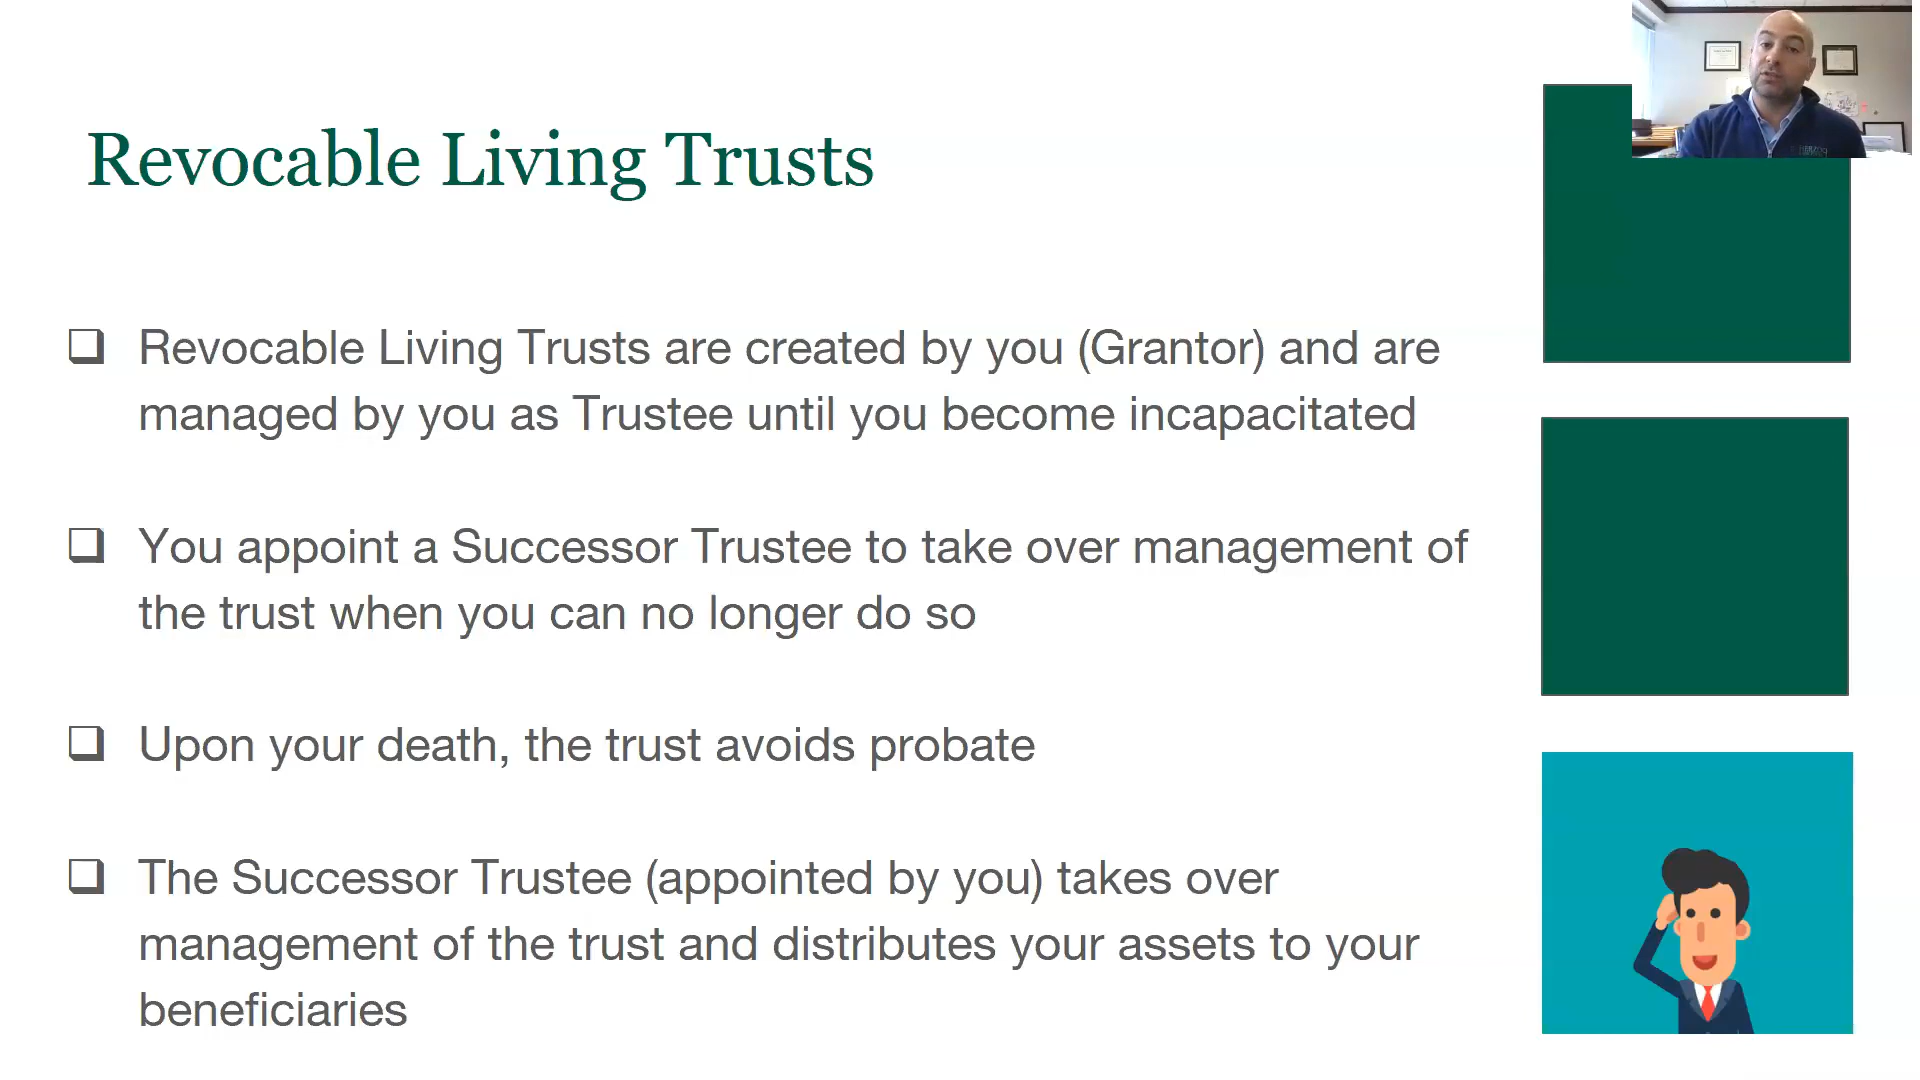 Revocable Living Trusts
Revocable Living Trusts are created by you (Grantor) and are
managed by you as Trustee until you become incapacitated
You appoint a Successor Trustee to take over management of
the trust when you can no longer do so
Upon your death, the trust avoids probate
The Successor Trustee (appointed by you) takes over
management of the trust and distributes your assets to your
beneficiaries